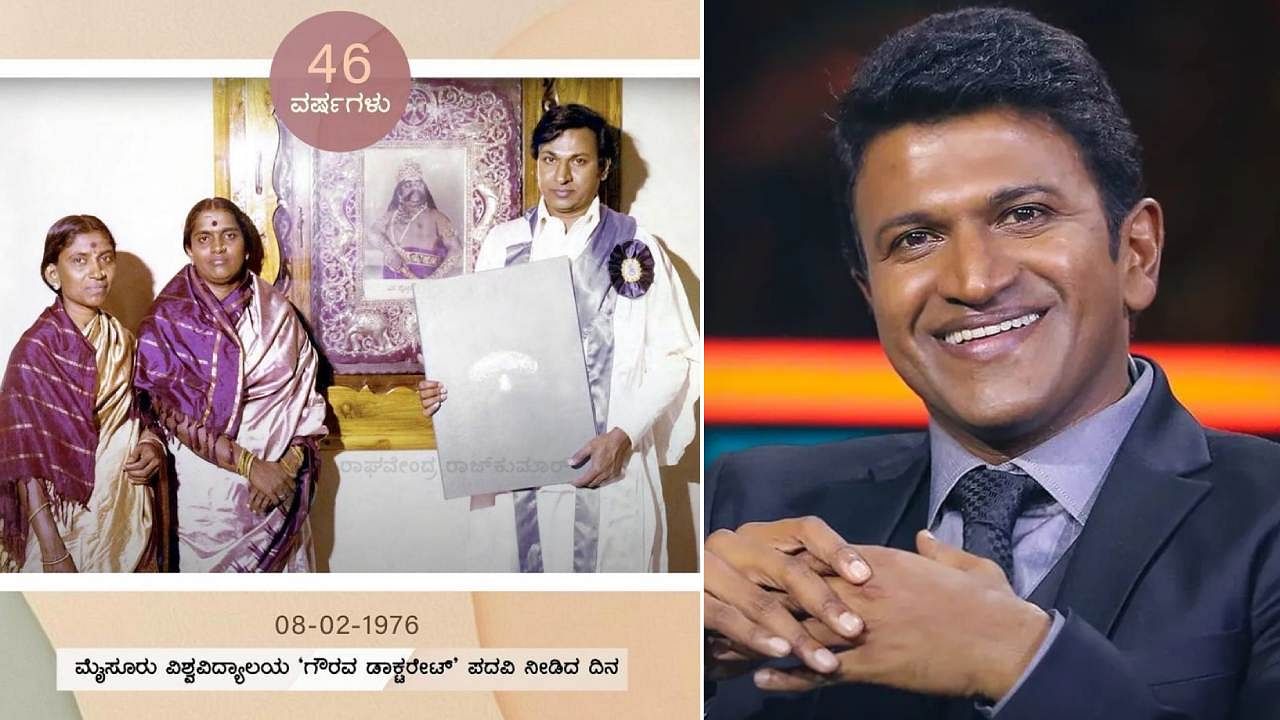 46
ವರ್ಷಗಳು
ರಾಘವೇಂದ್ರ ರಾಜ್‌ಕುಮಾರ್
08-02-1976
ಮೈಸೂರು ವಿಶ್ವವಿದ್ಯಾಲಯ ‘ಗೌರವ ಡಾಕ್ಟರೇಟ್’ ಪದವಿ ನೀಡಿದ ದಿನ